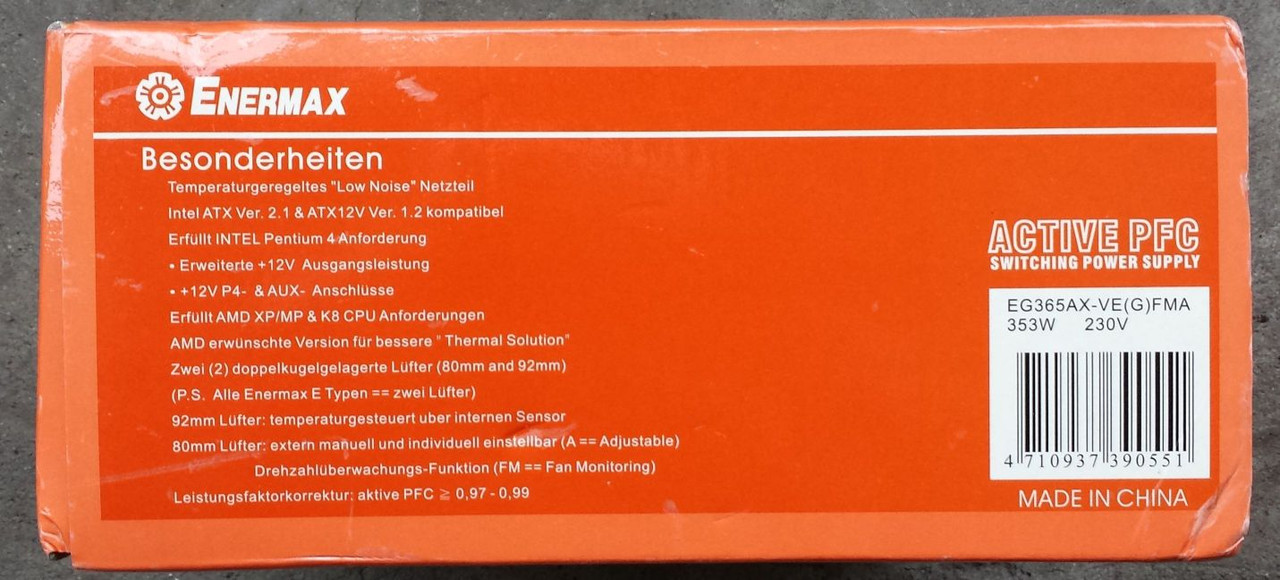 ENERMAX
Besonderheiten
Temperaturgeregeltes "Low Noise" Netzteil
Intel ATX Ver. 2.1 & ATX12V Ver. 1.2 kompatibel
Erfüllt INTEL Pentium 4 Anforderung
• Erweiterte +12V Ausgangsleistung
• +12V P4- & AUX- Anschlüsse
Erfüllt AMD XP/MP & K8 CPU Anforderungen
AMD erwünschte Version für bessere " Thermal Solution"
Zwei (2) doppelkugelgelagerte Lüfter (80mm and 92mm)
(P.S. Alle Enermax E Typen == zwei Lüfter)
92mm Lüfter: temperaturgesteuert uber internen Sensor
80mm Lüfter: extern manuell und individuell einstellbar (A == Adjustable)
Drehzahlüberwachungs-Funktion (FM == Fan Monitoring)
Leistungsfaktorkorrektur: aktive PFC ≧ 0,97 - 0,99
ACTIVE PFC
SWITCHING POWER SUPPLY
EG365AX-VE(G)FMA
353W 230V
4 710937 390551
MADE IN CHINA